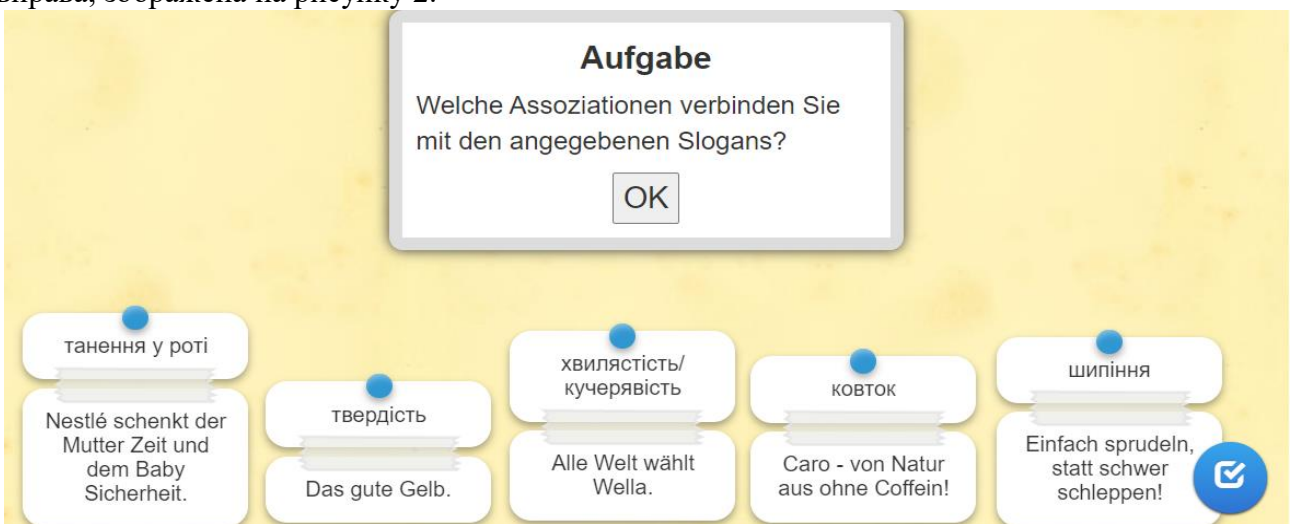 вправа, зображена на рисунку 2.
Aufgabe
Welche Assoziationen verbinden Sie
mit den angegebenen Slogans?
OK
танення у роті
Nestlé schenkt der
Mutter Zeit und
dem Baby
Sicherheit.
твердість
Das gute Gelb.
хвилястість/
кучерявість
Alle Welt wählt
Wella.
ковток
Caro - von Natur
aus ohne Coffein!
шипіння
Einfach sprudeln,
statt schwer
schleppen!